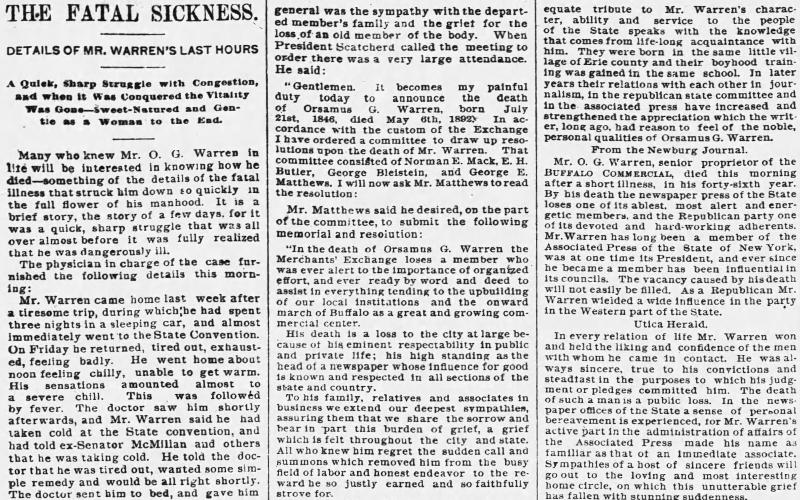 THE FATAL SICKNESS.
DETAILS OF MR. WARREN'S LAST HOURS
A Quick, Sharp Struggle with Congestion,
and when it Was Conquered the Vitality
Was Gone—Sweet-Natured and Gen-
tle as a Woman to the End.
Many who knew Mr. O. G. Warren in
life will be interested in knowing how he
died—something of the details of the fatal
illness that struck him down so quickly in
the full flower of his manhood. It is a
brief story, the story of a few days, for it
was a quick, sharp struggle that was all
over almost before it was fully realized
that he was dangerously ill.
The physician in charge of the case fur-
nished the following details this morn-
ing:
Mr. Warren came home last week after
a tiresome trip, during which he had spent
three nights in a sleeping car, and almost
immediately went to the State Convention.
On Friday he returned, tired out, exhaust-
ed, feeling badly. He went home about
noon feeling chilly, unable to get warm.
His sensations amounted almost to
a severe chill. This was followed
by fever. The doctor saw him shortly
afterwards, and Mr. Warren said he had
taken cold at the State convention, and
had told ex-Senator McMillan and others
that he was taking cold. He told the doc-
tor that he was tired out, wanted some sim-
ple remedy and would be all right shortly.
The doctor sent him to bed, and gave him
general was the sympathy with the depart-
ed member's family and the grief for the
loss of an old member of the body. When
President Scatcherd called the meeting to
order there was a very large attendance.
He said:
"Gentlemen. It becomes my painful
duty today to announce the death
of Orsamus G. Warren, born July
21st, 1846, died May 6th, 1892. In ac-
cordance with the custom of the Exchange
I have ordered a committee to draw up reso-
lutions upon the death of Mr. Warren. That
committee consisted of Norman E. Mack, E. H.
Butler, George Bleistein, and George E.
Matthews. I will now ask Mr. Matthews to read
the resolution:
Mr. Matthews said he desired, on the part
of the committee, to submit the following
memorial and resolution:
"In the death of Orsamus G. Warren the
Merchants' Exchange loses a member who
was ever alert to the importance of organized
effort, and ever ready by word and deed to
assist in everything tending to the upbuilding
of our local institutions and the onward
march of Buffalo as a great and growing com-
mercial center.
His death is a loss to the city at large be-
cause of his eminent respectability in public
and private life; his high standing as the
head of a newspaper whose influence for good
is known and respected in all sections of the
state and country.
To his family, relatives and associates in
business we extend our deepest sympathies,
assuring them that we share the sorrow and
bear in part this burden of grief, a grief
which is felt throughout the city and state.
All who knew him regret the sudden call and
summons which removed him from the busy
field of labor and honest endeavor to the re-
ward he so justly earned and so faithfully
strove for.
equate tribute to Mr. Warren's charac-
ter, ability and service to the people
of the State speaks with the knowledge
that comes from life-long acquaintance with
him. They were born in the same little vil-
lage of Erie county and their boyhood train-
ing was gained in the same school. In later
years their relations with each other in jour-
nalism, in the republican state committee and
in the associated press have increased and
strengthened the appreciation which the writ-
er, long ago, had reason to feel of the noble,
personal qualities of Orsamus G. Warren.
From the Newburg Journal.
Mr. O. G. Warren, senior proprietor of the
BUFFALO COMMERCIAL, died this morning
after a short illness, in his forty-sixth year.
By his death the newspaper press of the State
loses one of its ablest, most alert and ener-
getic members, and the Republican party one
of its devoted and hard-working adherents.
Mr. Warren has long been a member of the
Associated Press of the State of New York,
was at one time its President, and ever since
he became a member has been influential in
its councils. The vacancy caused by his death
will not easily be filled. As a Republican Mr.
Warren wielded a wide influence in the party
in the Western part of the State.
Utica Herald.
In every relation of life Mr. Warren won
and held the liking and confidence of the men
with whom he came in contact. He was al-
ways sincere, true to his convictions and
steadfast in the purposes to which his judg-
ment or pledges committed him. The death
of such a man is a public loss. In the news-
paper offices of the State a sense of personal
bereavement is experienced, for Mr. Warren's
active part in the administration of affairs of
the Associated Press made his name as
familiar as that of an immediate associate.
Sympathies of a host of sincere friends will
go out to the loving and most interesting
home circle, on which this unutterable grief
has fallen with stunning suddenness.